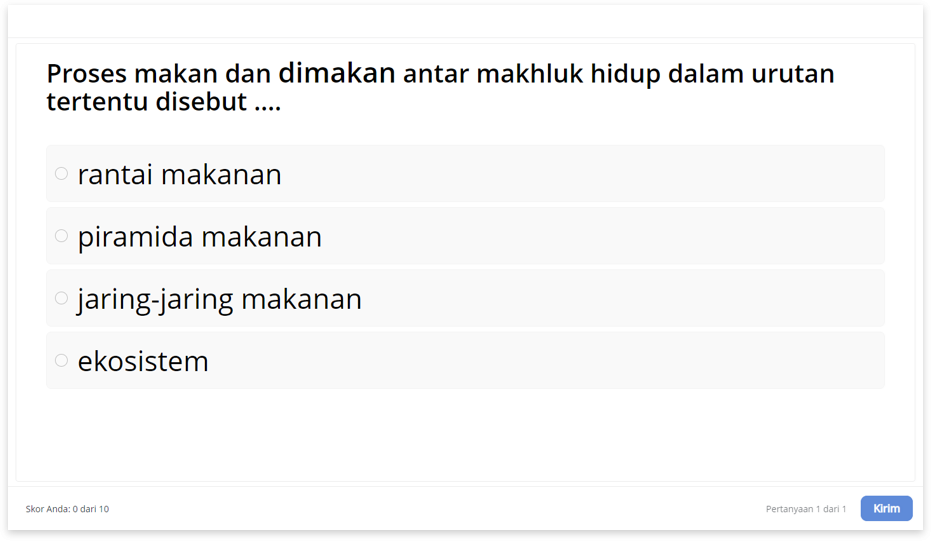 Proses makan dan dimakan antar makhluk hidup dalam urutan
tertentu disebut ....
rantai makanan
piramida makanan
jaring-jaring makanan
ekosistem
Skor Anda: 0 dari 10
Pertanyaan 1 dari 1
Kirim